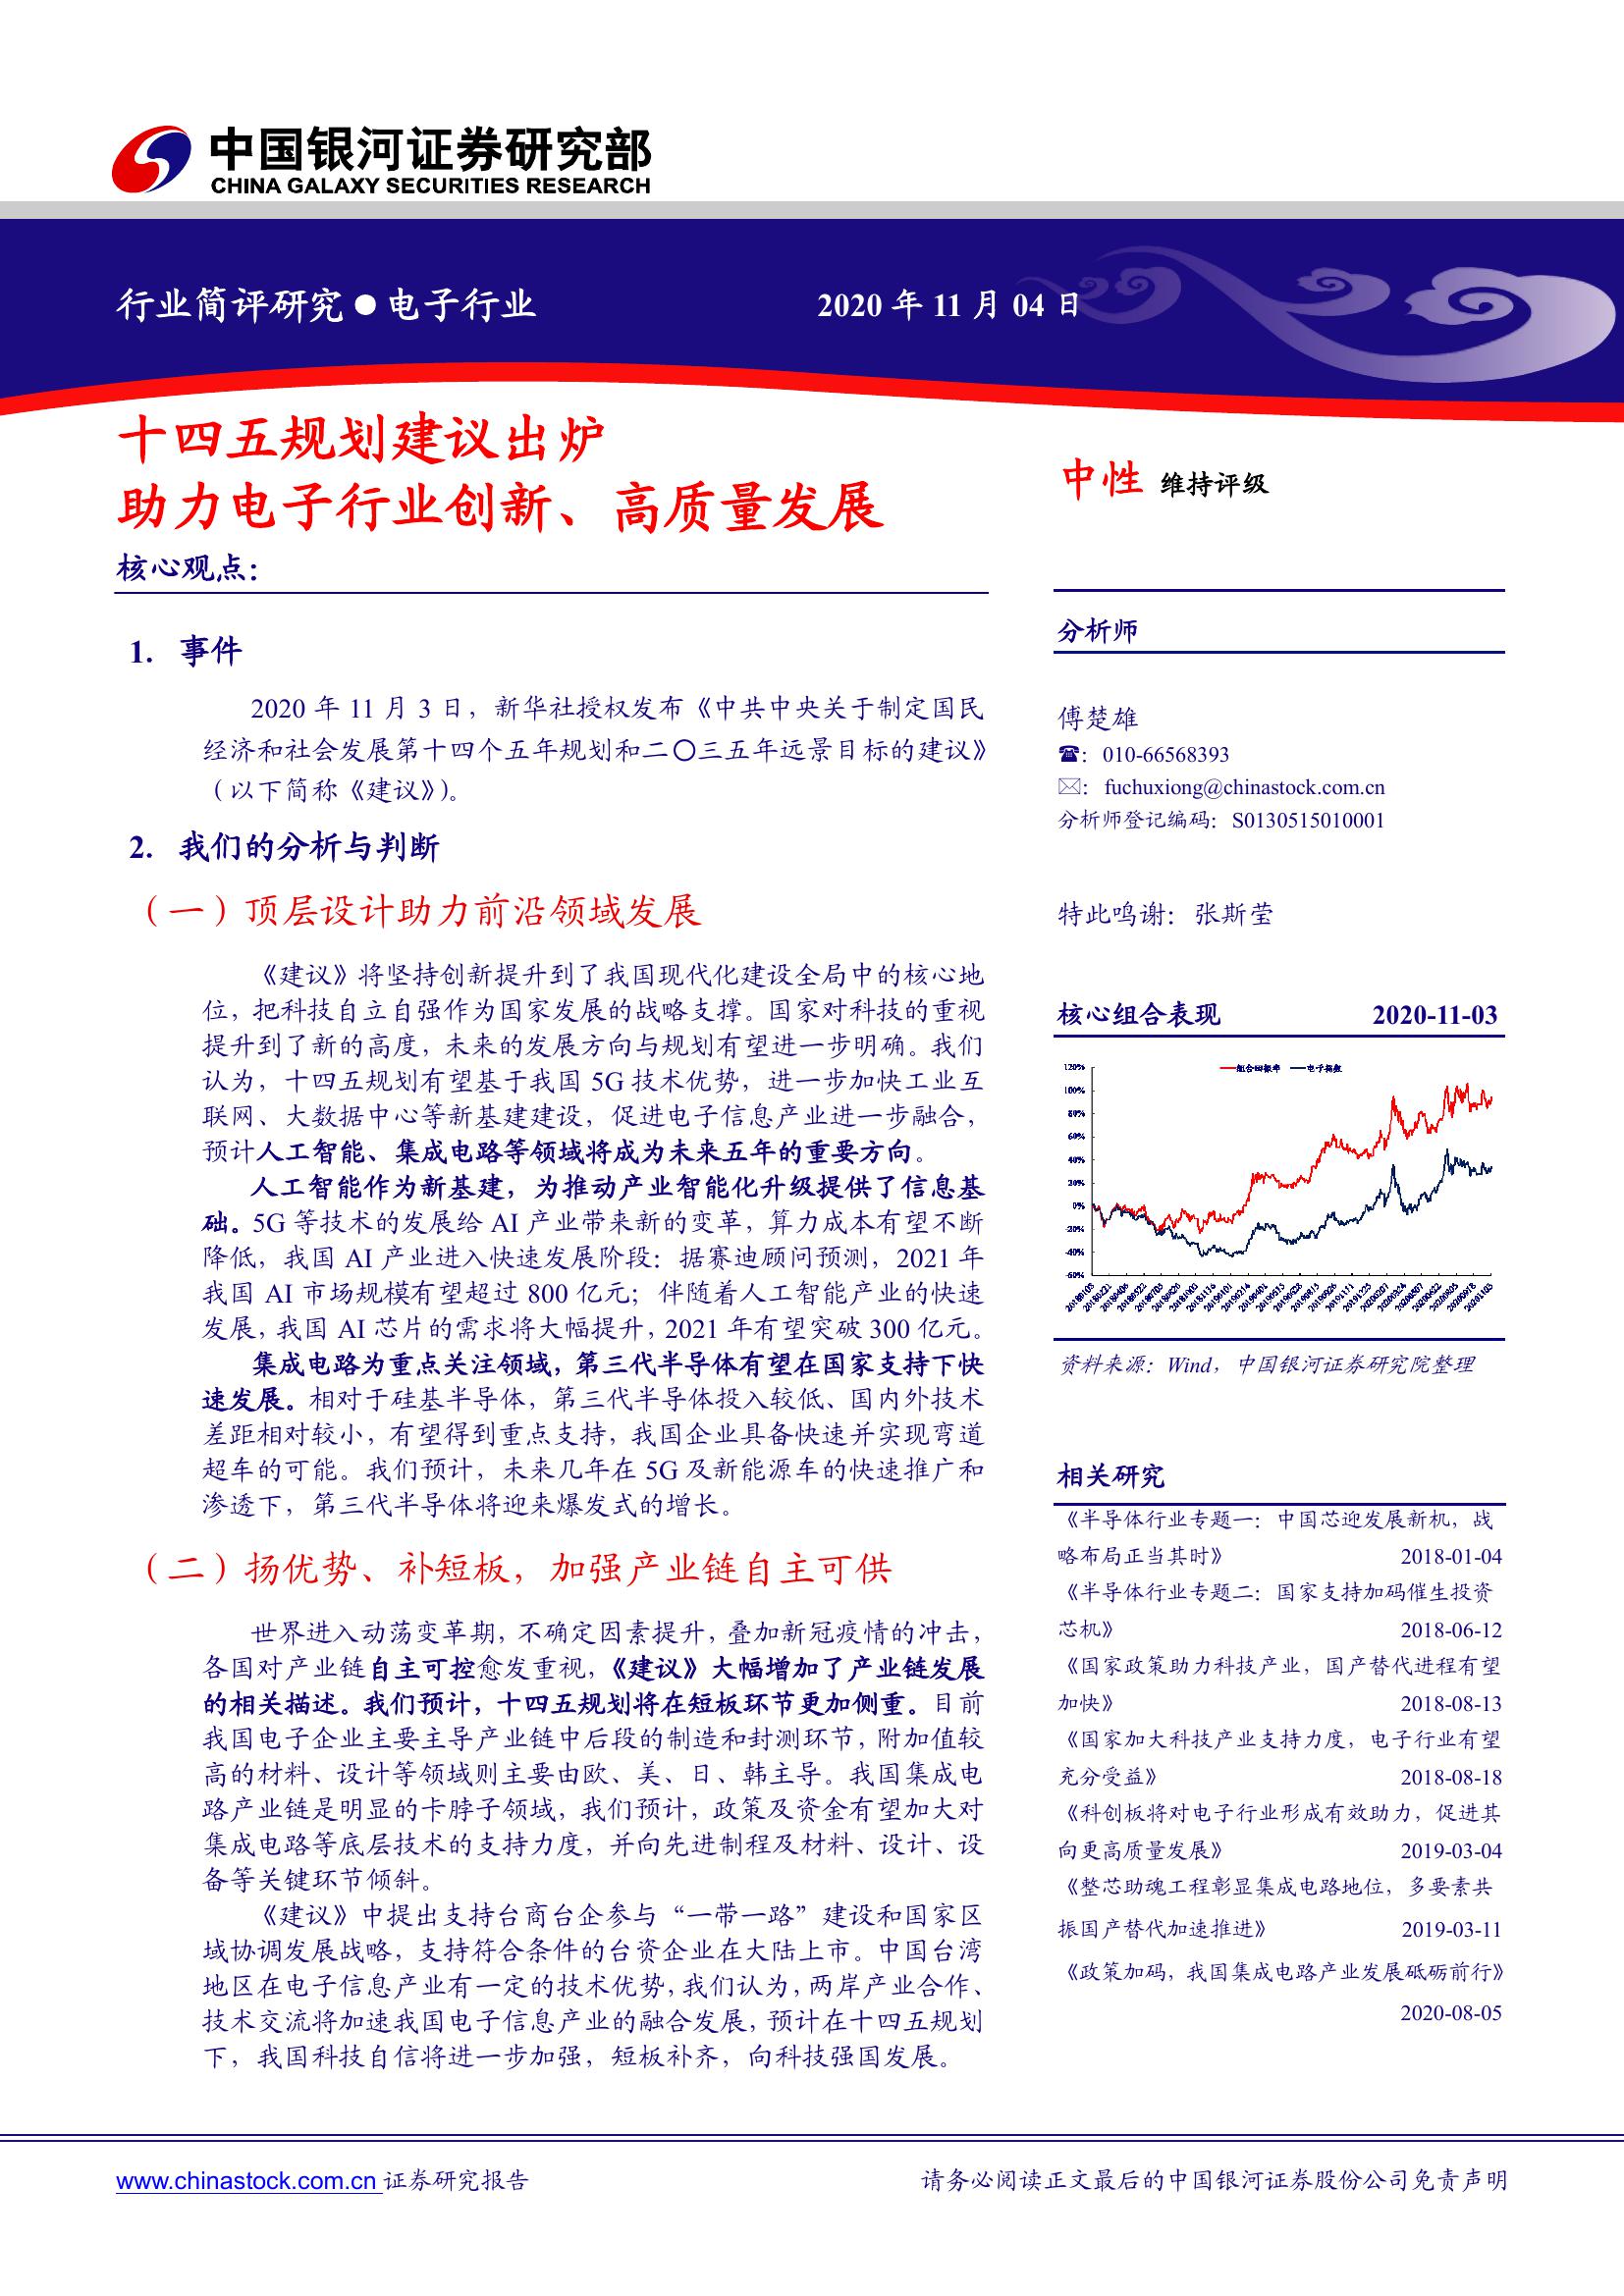 中国银河证券研究部
CHINA GALAXY SECURITIES RESEARCH
行业简评研究●电子行业
2020 年 11 月 04 日
十四五规划建议出炉
助力电子行业创新、高质量发展
核心观点：
1. 事件
2020 年 11 月 3 日，新华社授权发布《中共中央关于制定国民
经济和社会发展第十四个五年规划和二〇三五年远景目标的建议》
（以下简称《建议》）。
2. 我们的分析与判断
（一）顶层设计助力前沿领域发展
《建议》将坚持创新提升到了我国现代化建设全局中的核心地
位，把科技自立自强作为国家发展的战略支撑。国家对科技的重视
提升到了新的高度，未来的发展方向与规划有望进一步明确。我们
认为，十四五规划有望基于我国 5G 技术优势，进一步加快工业互
联网、大数据中心等新基建建设，促进电子信息产业进一步融合，
预计人工智能、集成电路等领域将成为未来五年的重要方向。
人工智能作为新基建，为推动产业智能化升级提供了信息基
础。5G 等技术的发展给 AI 产业带来新的变革，算力成本有望不断
降低，我国 AI 产业进入快速发展阶段：据赛迪顾问预测，2021 年
我国 AI 市场规模有望超过 800 亿元；伴随着人工智能产业的快速
发展，我国 AI 芯片的需求将大幅提升，2021 年有望突破 300 亿元。
集成电路为重点关注领域，第三代半导体有望在国家支持下快
速发展。相对于硅基半导体，第三代半导体投入较低、国内外技术
差距相对较小，有望得到重点支持，我国企业具备快速并实现弯道
超车的可能。我们预计，未来几年在 5G 及新能源车的快速推广和
渗透下，第三代半导体将迎来爆发式的增长。
（二）扬优势、补短板，加强产业链自主可供
世界进入动荡变革期，不确定因素提升，叠加新冠疫情的冲击，
各国对产业链自主可控愈发重视，《建议》大幅增加了产业链发展
的相关描述。我们预计，十四五规划将在短板环节更加侧重。目前
我国电子企业主要主导产业链中后段的制造和封测环节，附加值较
高的材料、设计等领域则主要由欧、美、日、韩主导。我国集成电
路产业链是明显的卡脖子领域，我们预计，政策及资金有望加大对
集成电路等底层技术的支持力度，并向先进制程及材料、设计、设
备等关键环节倾斜。
《建议》中提出支持台商台企参与“一带一路”建设和国家区
域协调发展战略，支持符合条件的台资企业在大陆上市。中国台湾
地区在电子信息产业有一定的技术优势，我们认为，两岸产业合作、
技术交流将加速我国电子信息产业的融合发展，预计在十四五规划
下，我国科技自信将进一步加强，短板补齐，向科技强国发展。
中性 维持评级
分析师
傅楚雄
☎：010-66568393
✉：fuchuxiong@chinastock.com.cn
分析师登记编码：S0130515010001
特此鸣谢：张斯莹
核心组合表现 2020-11-03
组合回报率 电子指数
120%
100%
80%
60%
40%
20%
0%
-20%
-40%
-60%
资料来源：Wind，中国银河证券研究院整理
相关研究
《半导体行业专题一：中国芯迎发展新机，战
略布局正当其时》 2018-01-04
《半导体行业专题二：国家支持加码催生投资
芯机》 2018-06-12
《国家政策助力科技产业，国产替代进程有望
加快》 2018-08-13
《国家加大科技产业支持力度，电子行业有望
充分受益》 2018-08-18
《科创板将对电子行业形成有效助力，促进其
向更高质量发展》 2019-03-04
《整芯助魂工程彰显集成电路地位，多要素共
振国产替代加速推进》 2019-03-11
《政策加码，我国集成电路产业发展砥砺前行》
2020-08-05
www.chinastock.com.cn 证券研究报告
请务必阅读正文最后的中国银河证券股份公司免责声明